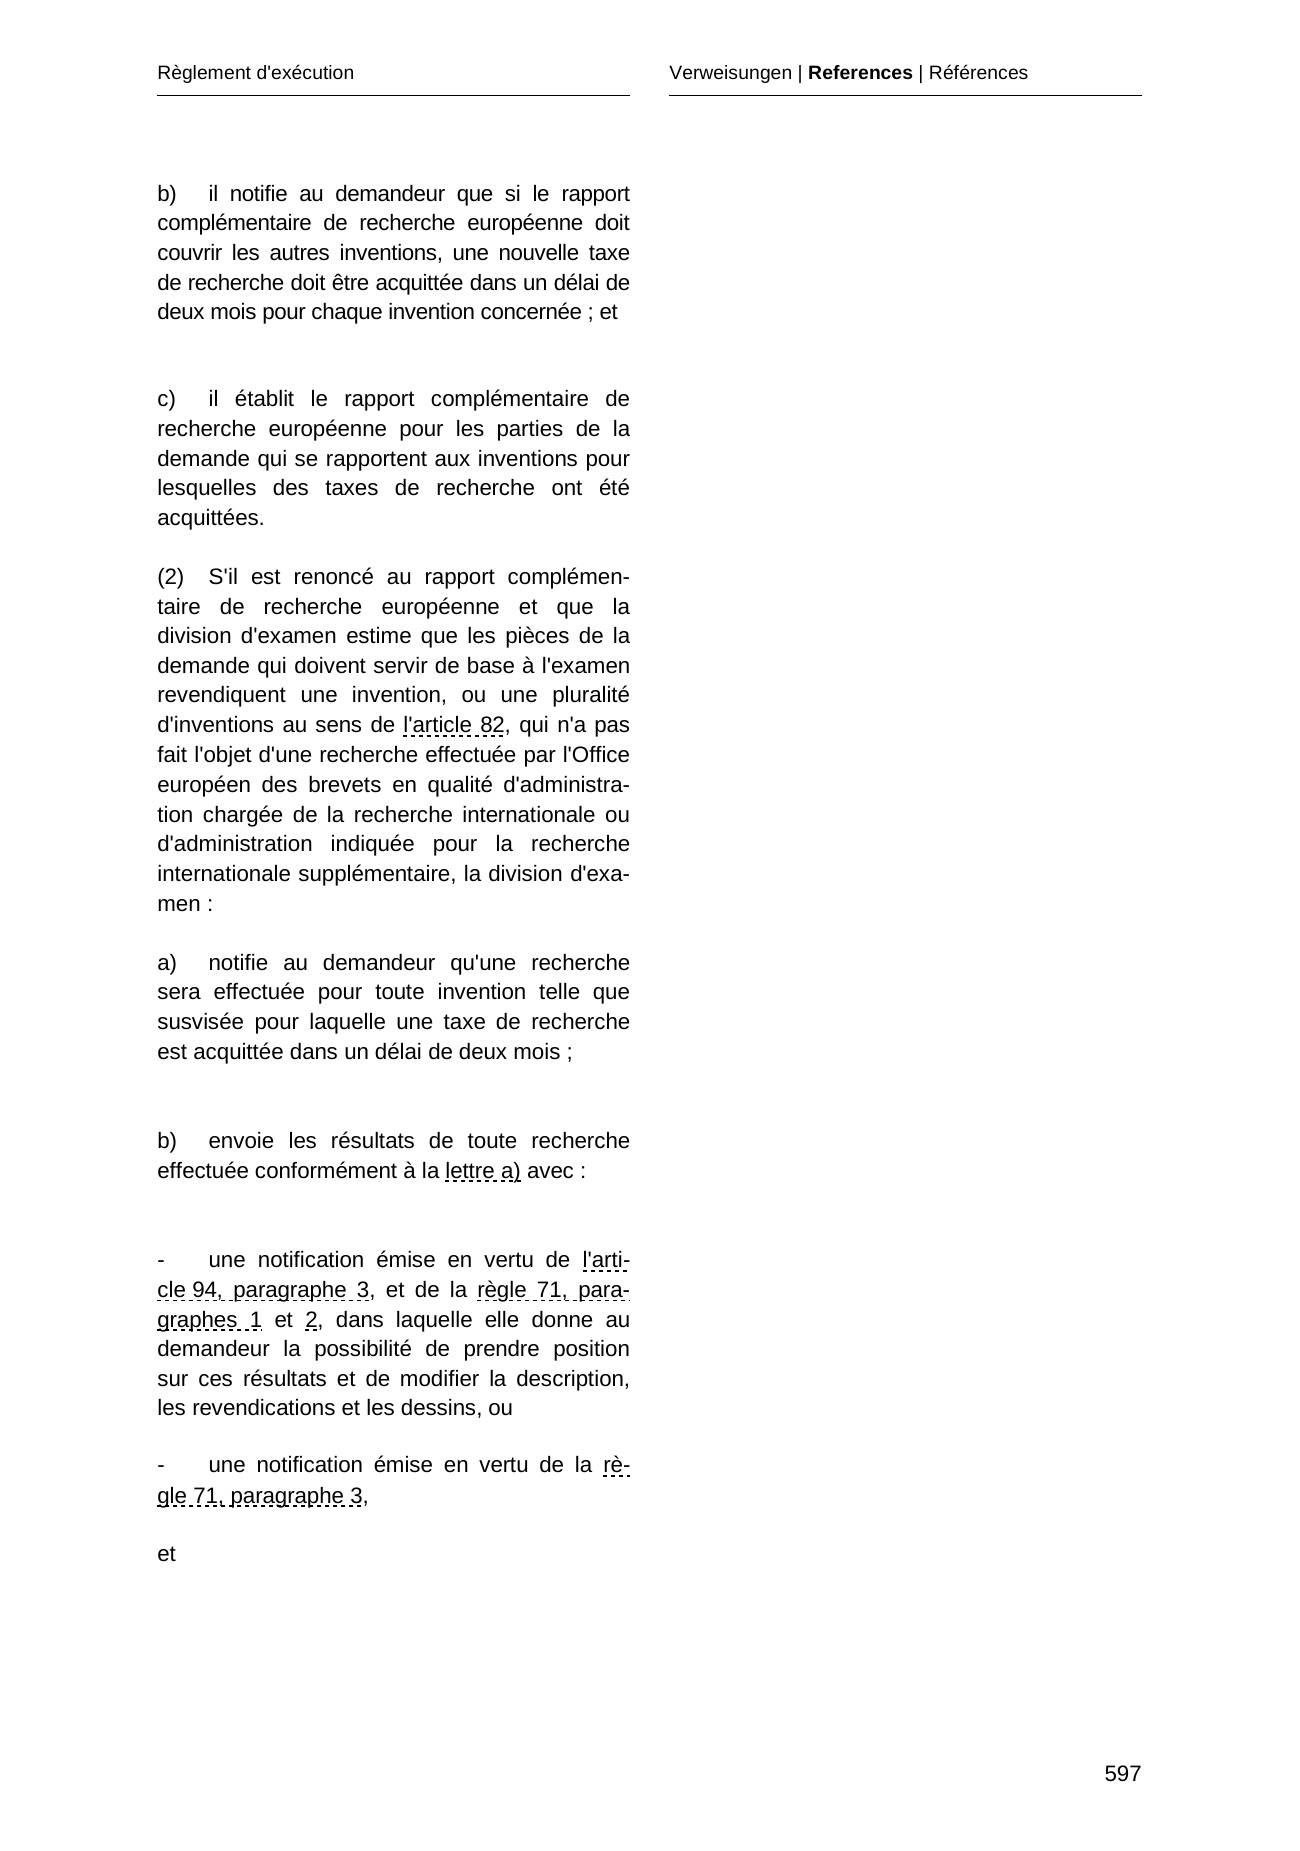 Règlement d'exécution
Verweisungen | References | Références
b) il notifie au demandeur que si le rapport
complémentaire de recherche européenne doit
couvrir les autres inventions, une nouvelle taxe
de recherche doit être acquittée dans un délai de
deux mois pour chaque invention concernée ; et
c) il établit le rapport complémentaire de
recherche européenne pour les parties de la
demande qui se rapportent aux inventions pour
lesquelles des taxes de recherche ont été
acquittées.
(2) S'il est renoncé au rapport complémen-
taire de recherche européenne et que la
division d'examen estime que les pièces de la
demande qui doivent servir de base à l'examen
revendiquent une invention, ou une pluralité
d'inventions au sens de l'article 82, qui n'a pas
fait l'objet d'une recherche effectuée par l'Office
européen des brevets en qualité d'administra-
tion chargée de la recherche internationale ou
d'administration indiquée pour la recherche
internationale supplémentaire, la division d'exa-
men :
a) notifie au demandeur qu'une recherche
sera effectuée pour toute invention telle que
susvisée pour laquelle une taxe de recherche
est acquittée dans un délai de deux mois ;
b) envoie les résultats de toute recherche
effectuée conformément à la lettre a) avec :
- une notification émise en vertu de l'arti-
cle 94, paragraphe 3, et de la règle 71, para-
graphes 1 et 2, dans laquelle elle donne au
demandeur la possibilité de prendre position
sur ces résultats et de modifier la description,
les revendications et les dessins, ou
- une notification émise en vertu de la rè-
gle 71, paragraphe 3,
et
597